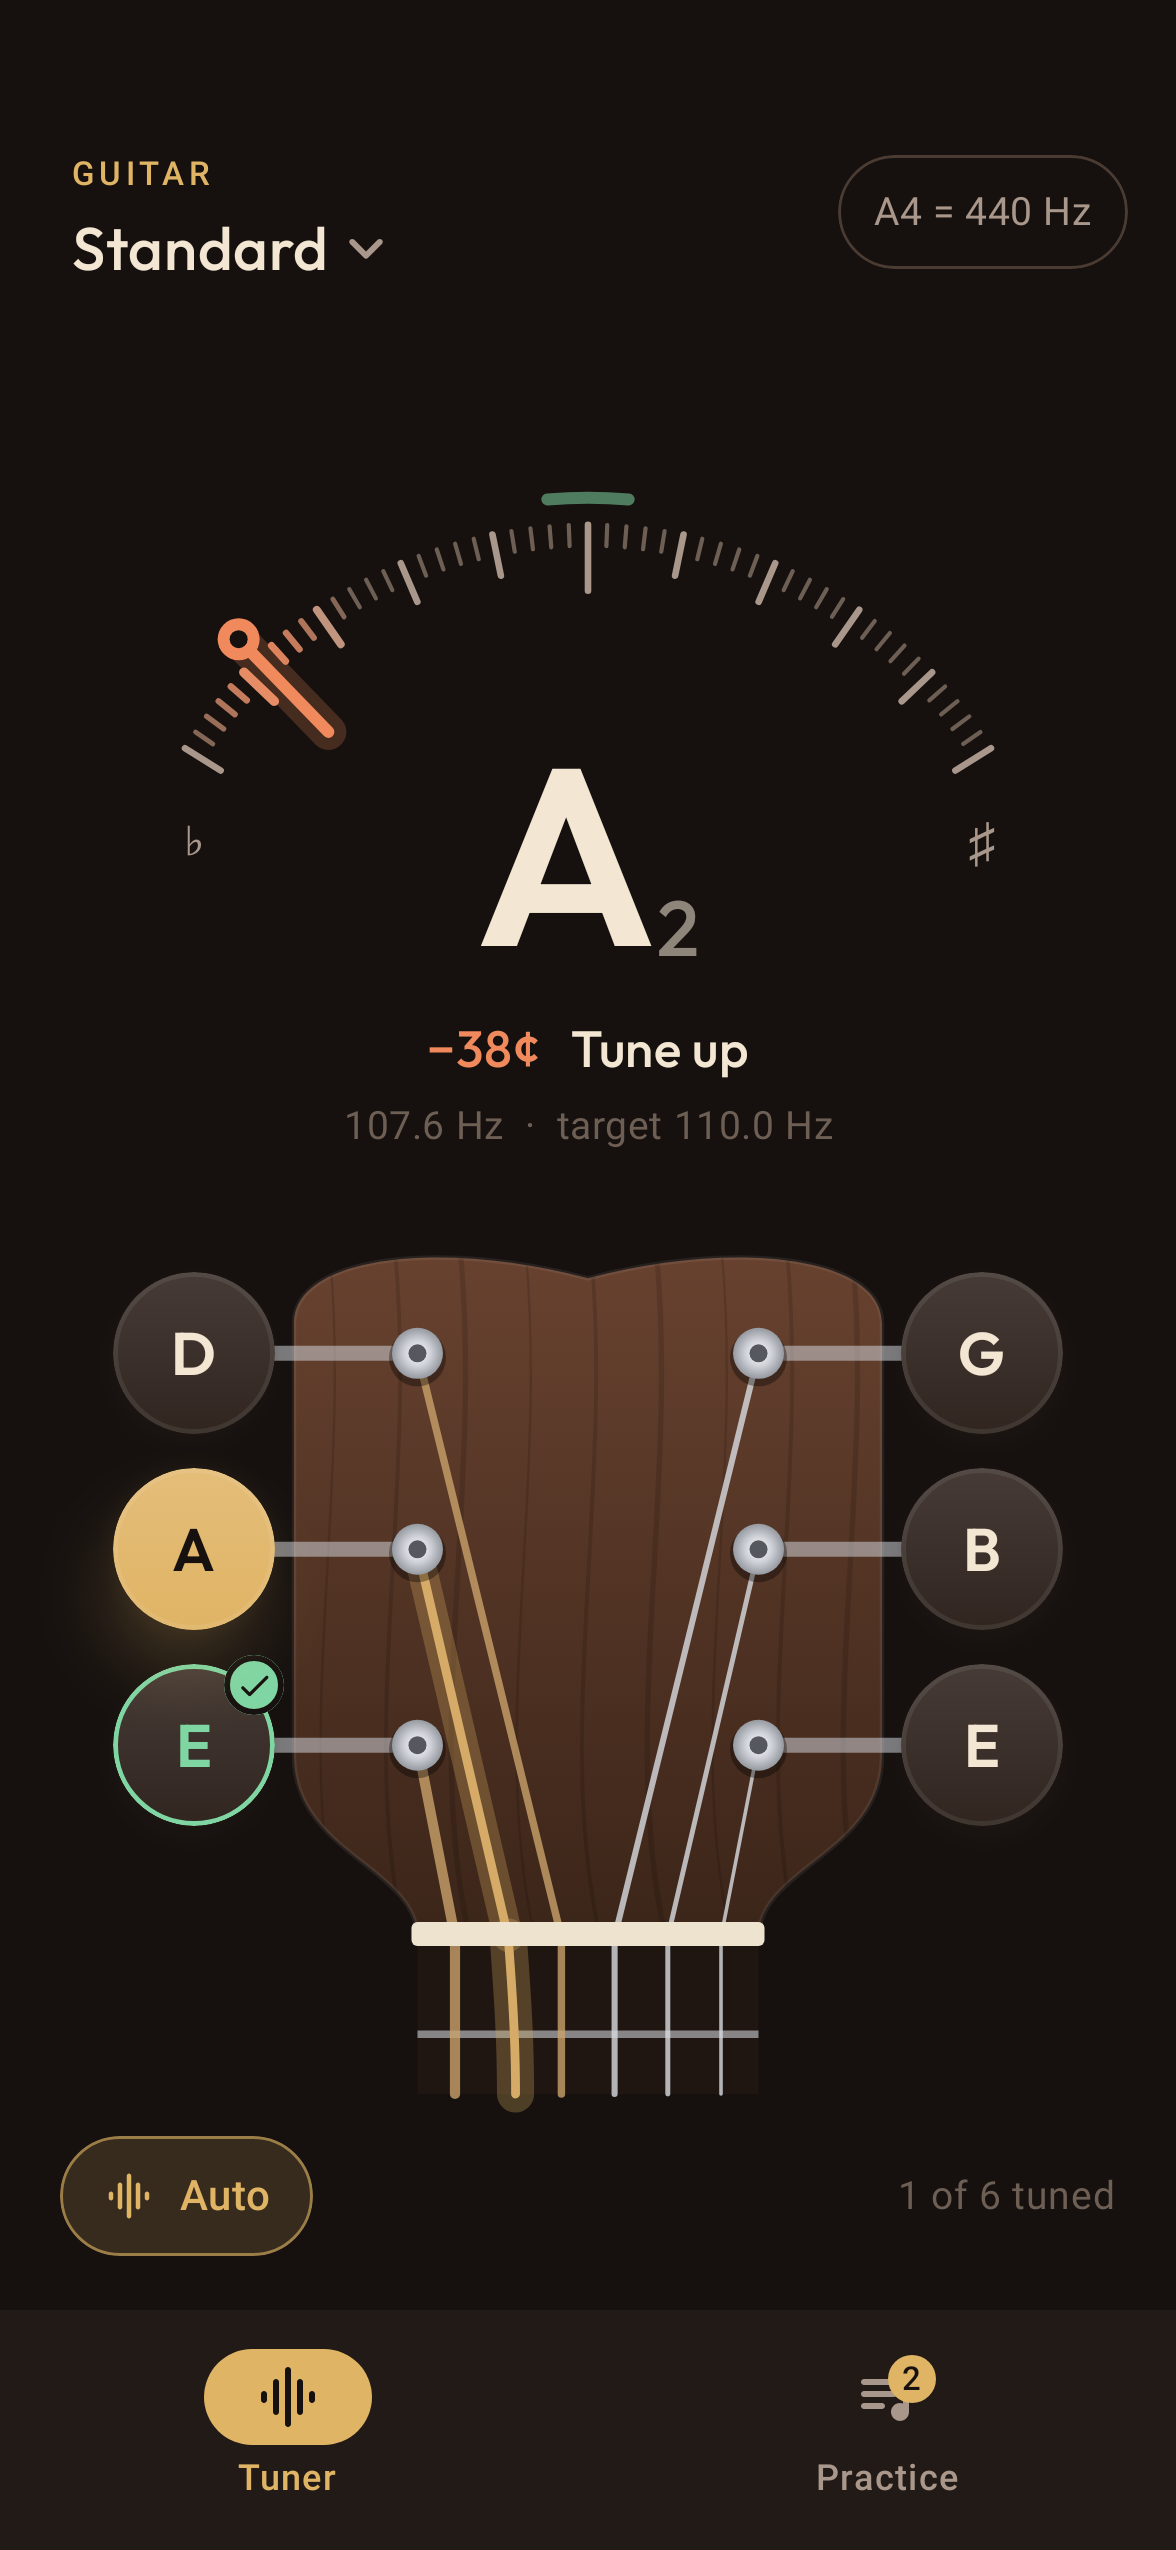 GUITAR
Standard
A4 = 440 Hz
♭
♯
A2
−38¢ Tune up
107.6 Hz · target 110.0 Hz
D
G
A
B
E
E
Auto
1 of 6 tuned
2
Tuner
Practice